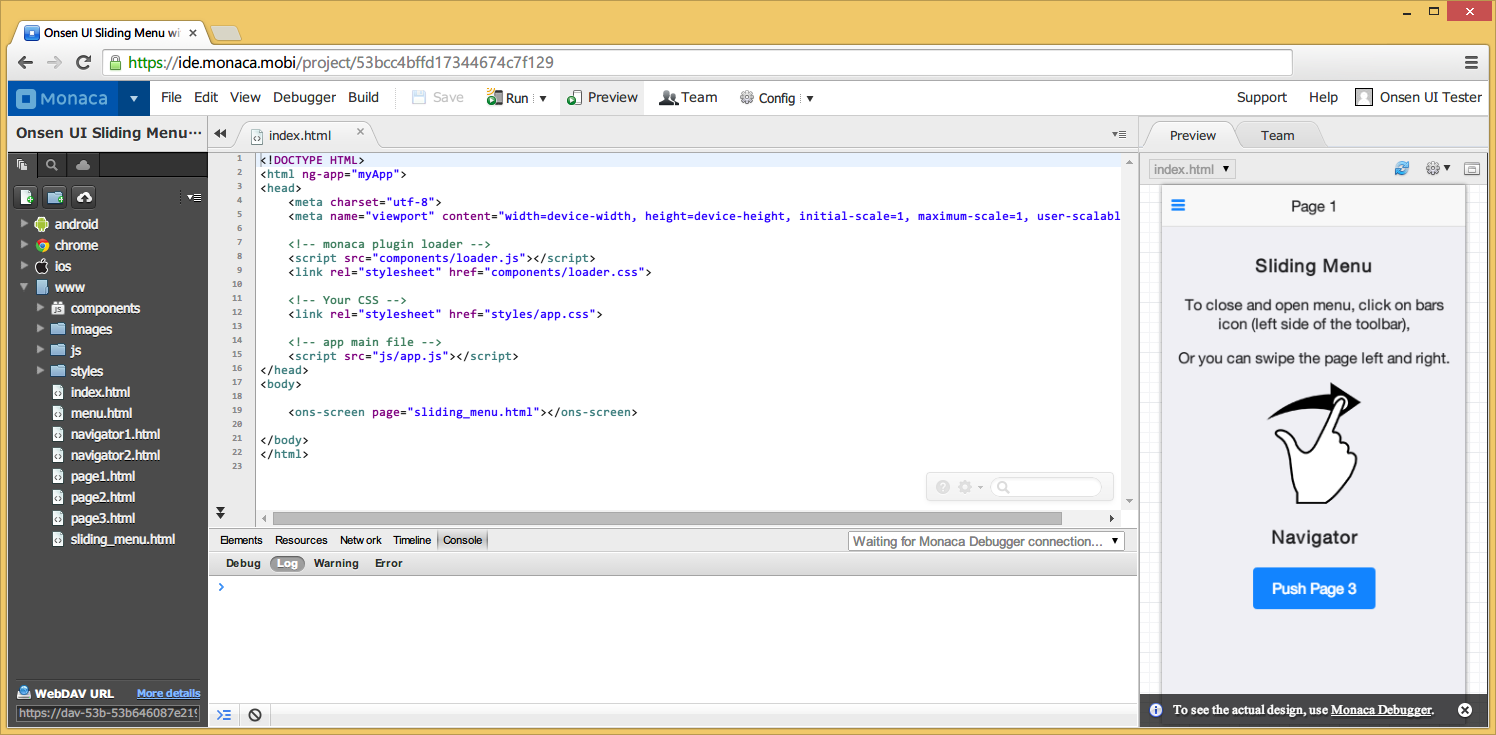 Onsen UI Sliding Menu wi
https://ide.monaca.mobi/project/53bcc4bffd17344674c7f129
Monaca File Edit View Debugger Build Save Run Preview Team Config Support Help Onsen UI Tester
Onsen UI Sliding Menu...
index.html
Preview Team
index.html
android
chrome
ios
www
components
images
js
styles
index.html
menu.html
navigator1.html
navigator2.html
page1.html
page2.html
page3.html
sliding_menu.html
WebDAV URL More details
https://dav-53b-53b646087e219
1 <!DOCTYPE HTML>
2 <html ng-app="myApp">
3 <head>
4 <meta charset="utf-8">
5 <meta name="viewport" content="width=device-width, height=device-height, initial-scale=1, maximum-scale=1, user-scalabl
6
7 <!-- monaca plugin loader -->
8 <script src="components/loader.js"></script>
9 <link rel="stylesheet" href="components/loader.css">
10
11 <!-- Your CSS -->
12 <link rel="stylesheet" href="styles/app.css">
13
14 <!-- app main file -->
15 <script src="js/app.js"></script>
16 </head>
17 <body>
18
19 <ons-screen page="sliding_menu.html"></ons-screen>
20
21 </body>
22 </html>
23
Elements Resources Network Timeline Console Waiting for Monaca Debugger connection...
Debug Log Warning Error
Page 1
Sliding Menu
To close and open menu, click on bars
icon (left side of the toolbar),
Or you can swipe the page left and right.
Navigator
Push Page 3
To see the actual design, use Monaca Debugger.